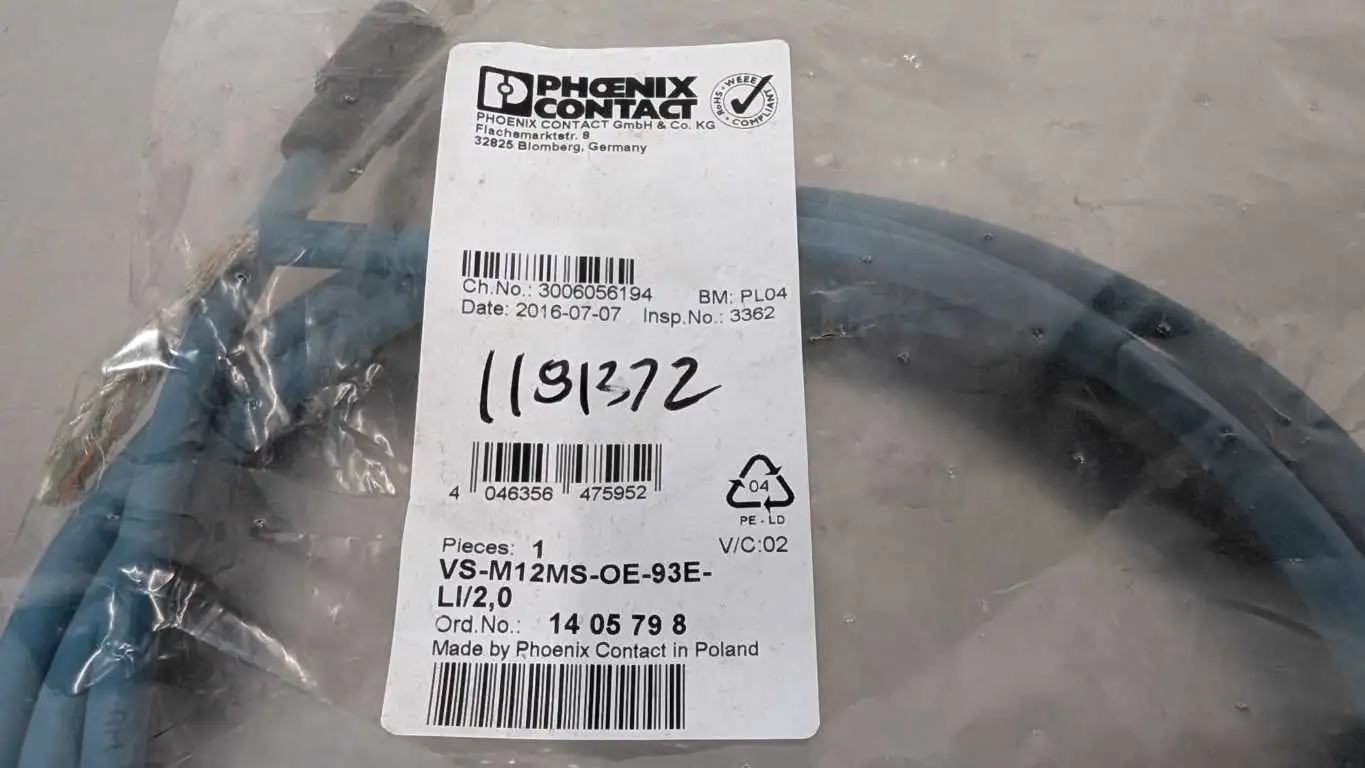 PHŒNIX
CONTACT
WEEE
RoHS
COMPLIANT
PHOENIX CONTACT GmbH & Co. KG
Flachsmarktstr. 8
32825 Blomberg, Germany
Ch.No.: 3006056194 BM: PL04
Date: 2016-07-07 Insp.No.: 3362
1181372
4 046356 475952
04
PE-LD
Pieces: 1 V/C:02
VS-M12MS-OE-93E-
LI/2,0
Ord.No.: 14 05 79 8
Made by Phoenix Contact in Poland